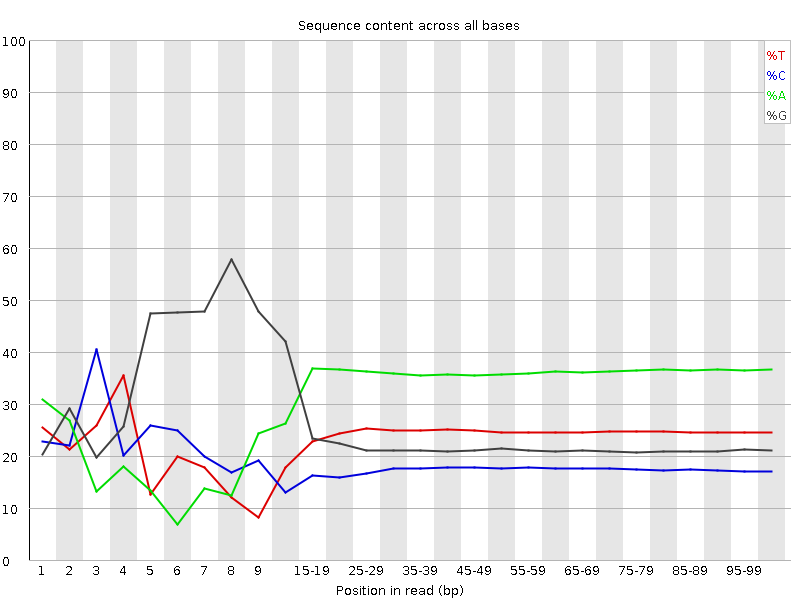 Sequence content across all bases
%T
%C
%A
%G
100
90
80
70
60
50
40
30
20
10
0
1 2 3 4 5 6 7 8 9 15-19 25-29 35-39 45-49 55-59 65-69 75-79 85-89 95-99
Position in read (bp)